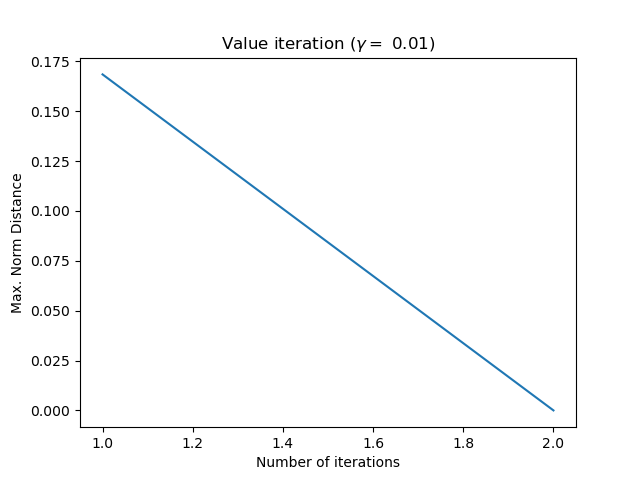 Value iteration (γ = 0.01)
Max. Norm Distance
0.175
0.150
0.125
0.100
0.075
0.050
0.025
0.000
1.0 1.2 1.4 1.6 1.8 2.0
Number of iterations